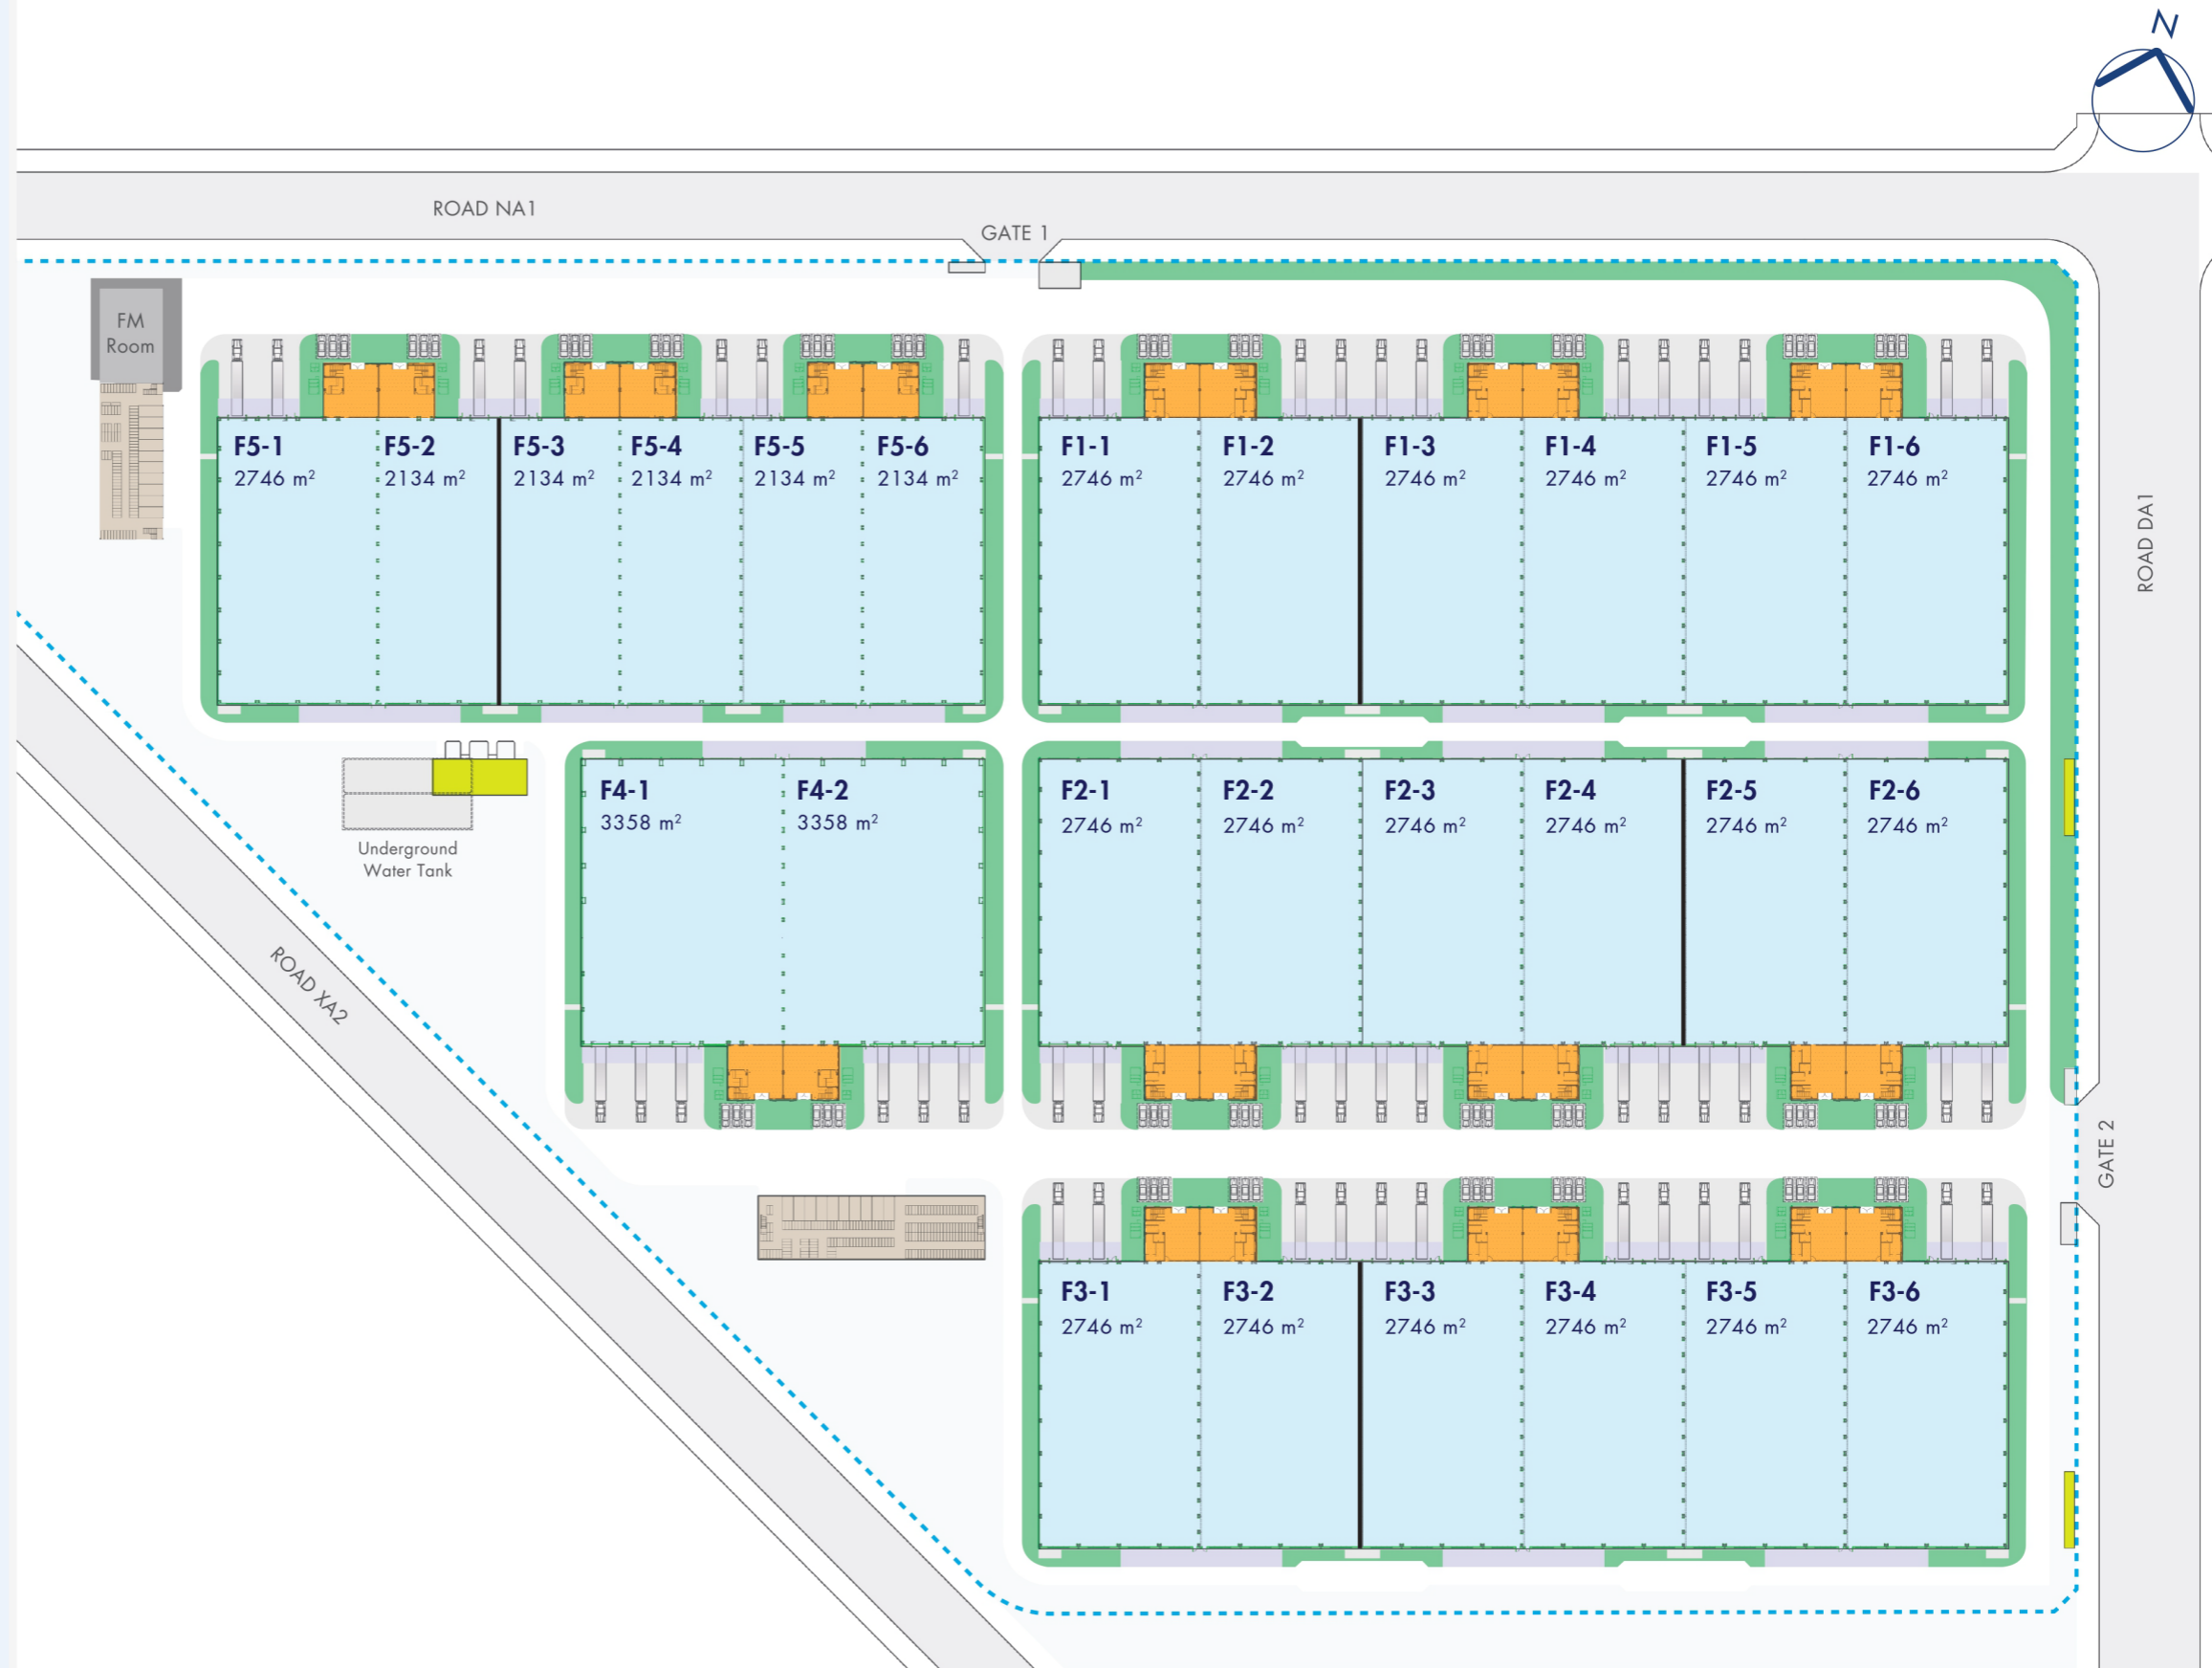 N
ROAD NA1
GATE 1
FM
Room
F5-1
2746 m²
F5-2
2134 m²
F5-3
2134 m²
F5-4
2134 m²
F5-5
2134 m²
F5-6
2134 m²
F1-1
2746 m²
F1-2
2746 m²
F1-3
2746 m²
F1-4
2746 m²
F1-5
2746 m²
F1-6
2746 m²
ROAD DA1
Underground
Water Tank
F4-1
3358 m²
F4-2
3358 m²
F2-1
2746 m²
F2-2
2746 m²
F2-3
2746 m²
F2-4
2746 m²
F2-5
2746 m²
F2-6
2746 m²
ROAD XA2
GATE 2
F3-1
2746 m²
F3-2
2746 m²
F3-3
2746 m²
F3-4
2746 m²
F3-5
2746 m²
F3-6
2746 m²